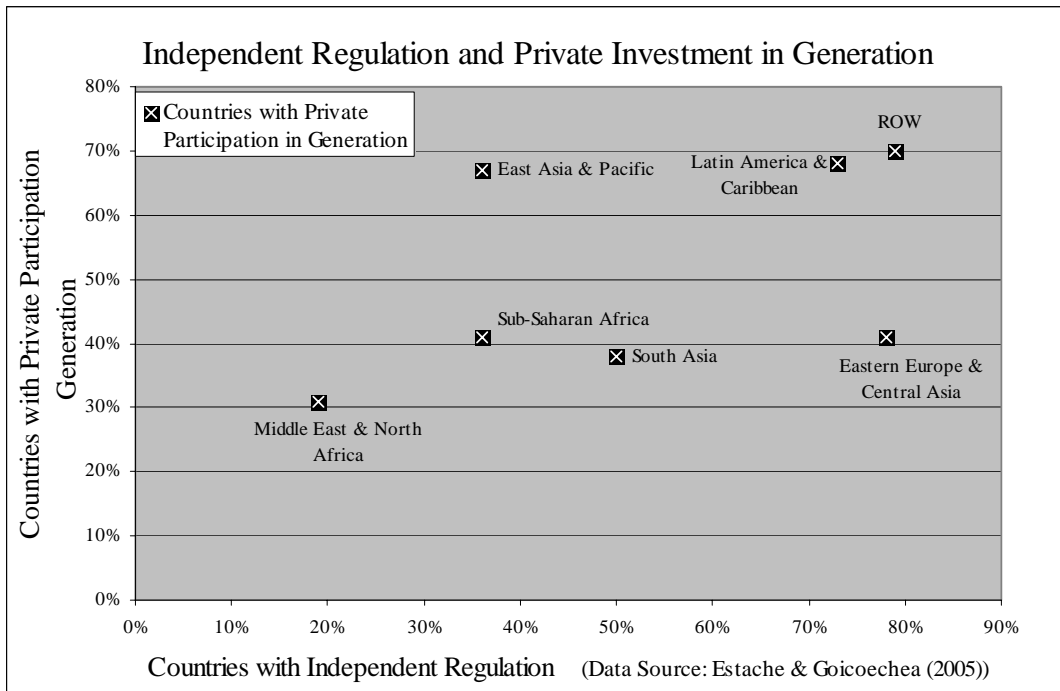 Independent Regulation and Private Investment in Generation
Countries with Private
Participation in Generation
Countries with Private Participation
Generation
80%
70%
60%
50%
40%
30%
20%
10%
0%
ROW
East Asia & Pacific
Latin America &
Caribbean
Sub-Saharan Africa
South Asia
Eastern Europe &
Central Asia
Middle East & North
Africa
0% 10% 20% 30% 40% 50% 60% 70% 80% 90%
Countries with Independent Regulation (Data Source: Estache & Goicoechea (2005))